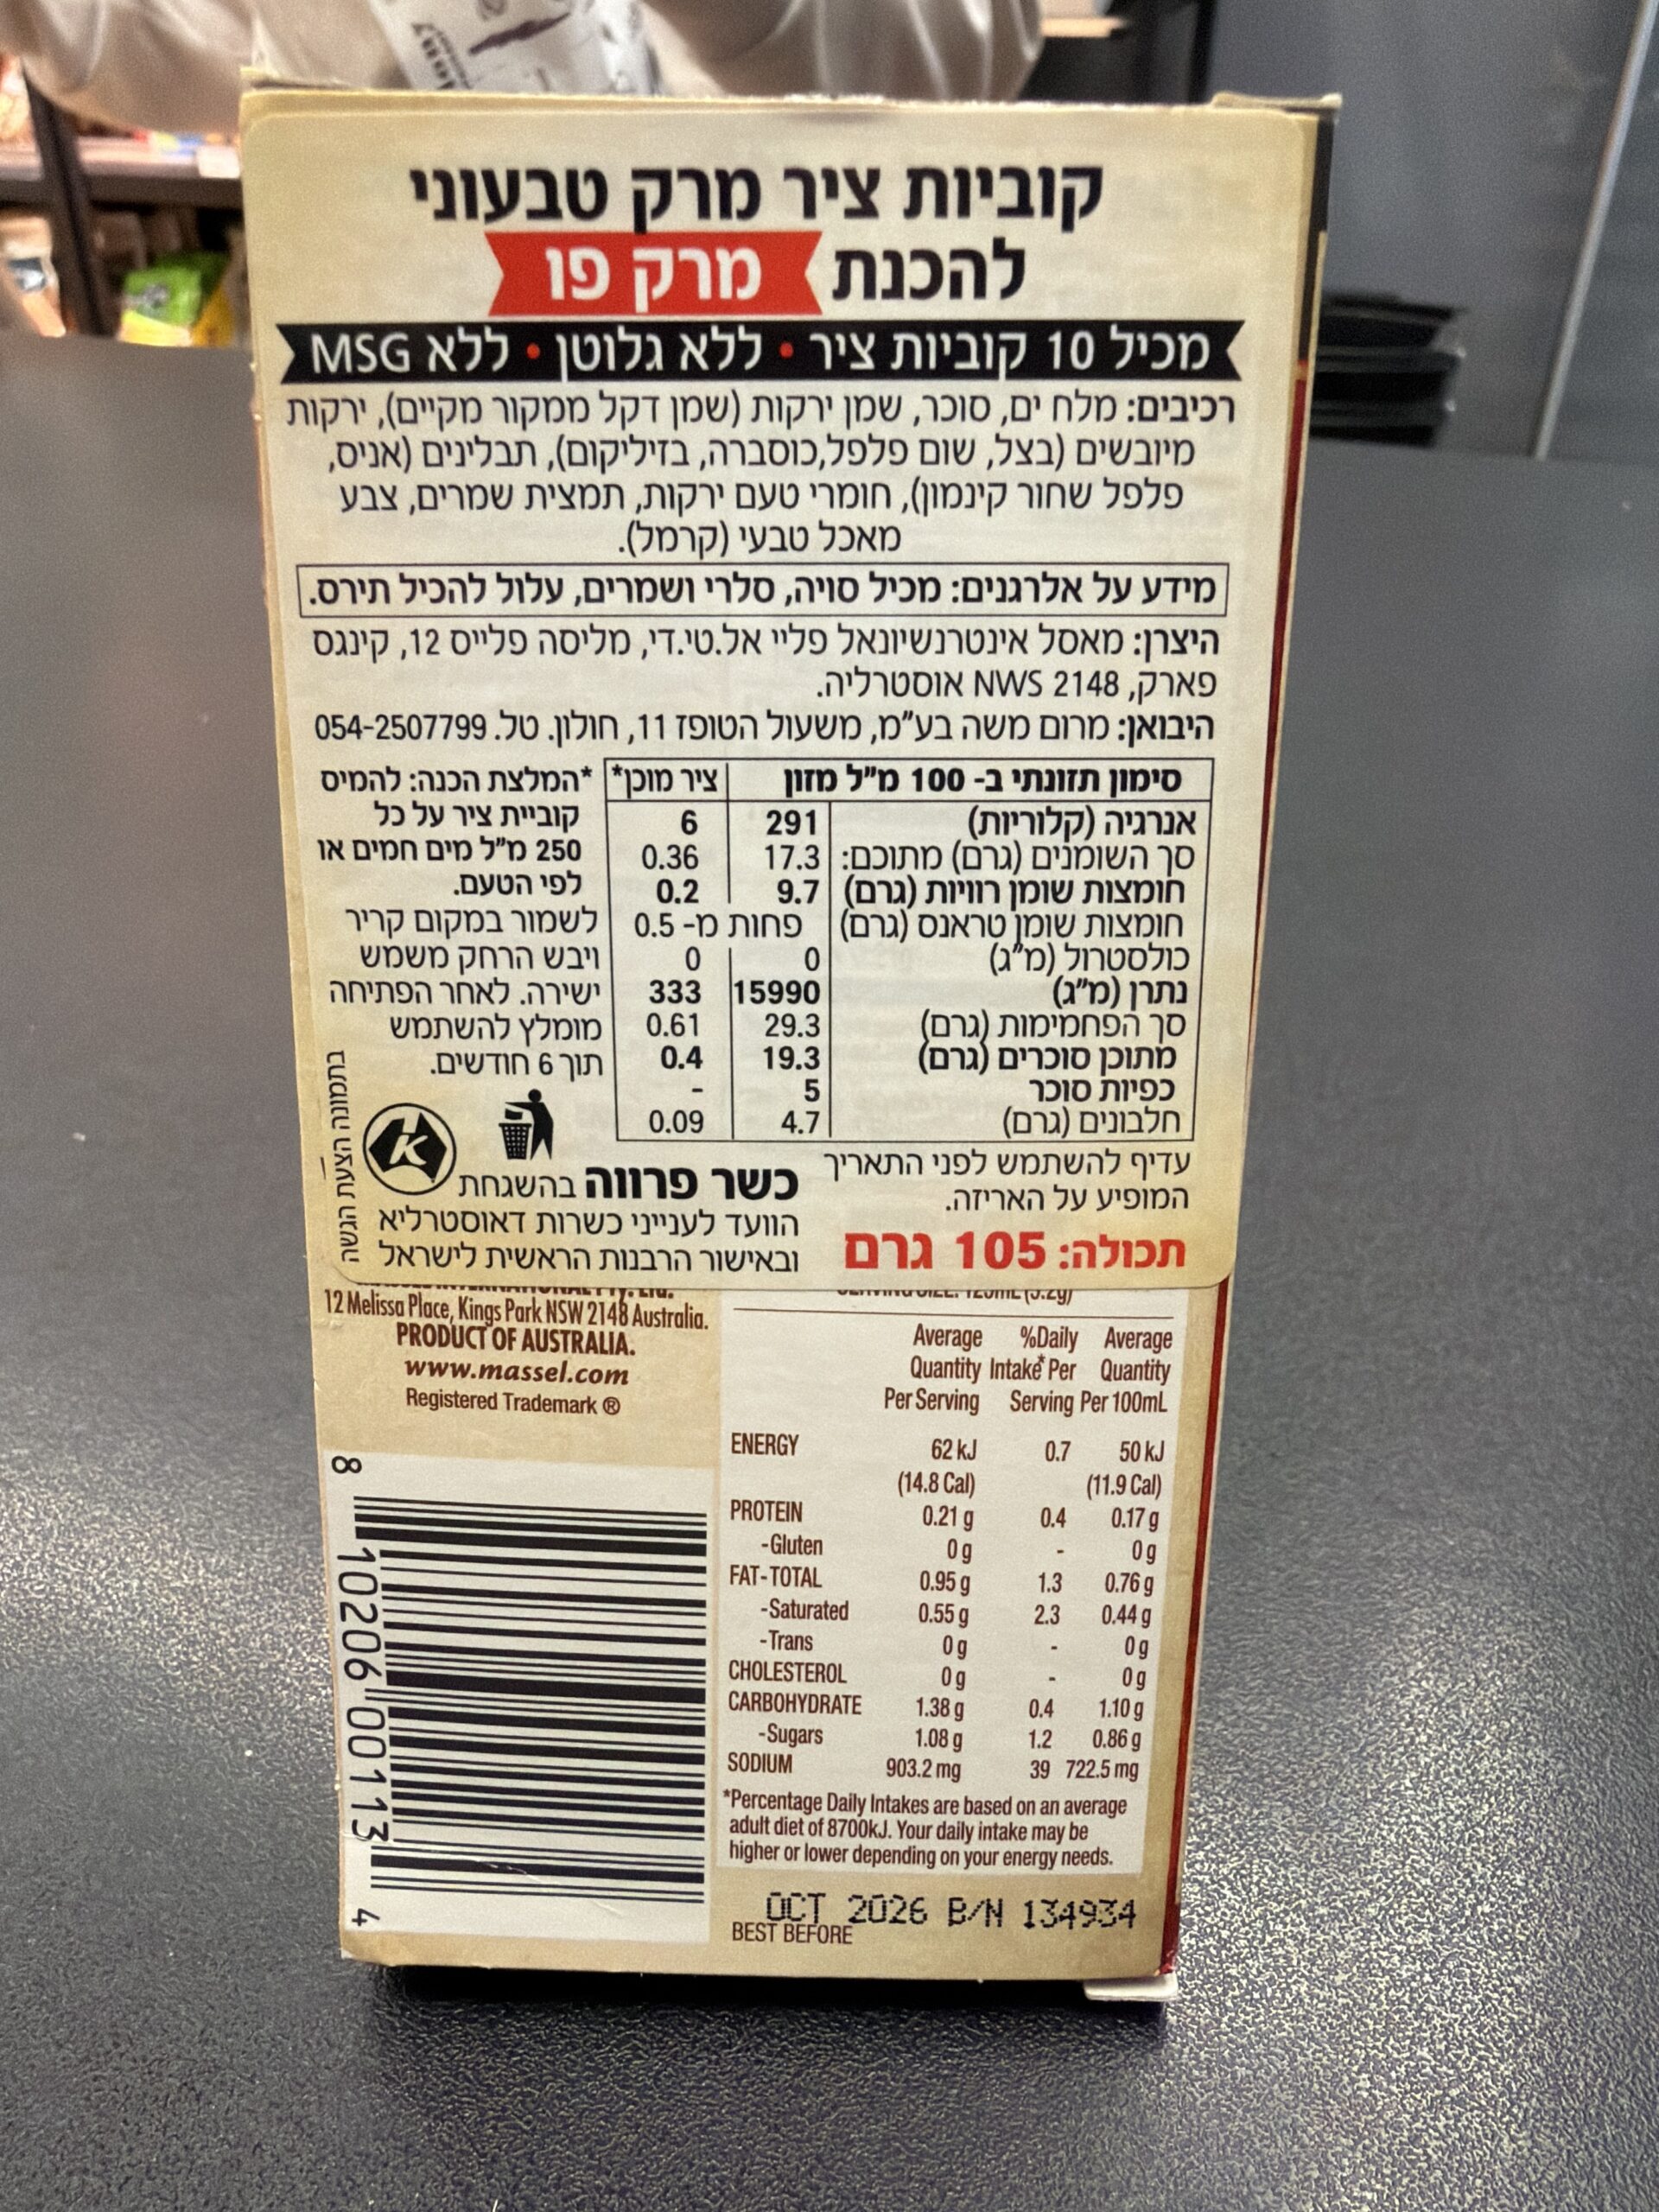 קוביות ציר מרק טבעוני
להכנת מרק פו
מכיל 10 קוביות ציר • ללא גלוטן • ללא MSG
רכיבים: מלח ים, סוכר, שמן ירקות (שמן דקל ממקור מקיים), ירקות
מיובשים (בצל, שום פלפל,כוסברה, בזיליקום), תבלינים (אניס,
פלפל שחור קינמון), חומרי טעם ירקות, תמצית שמרים, צבע
מאכל טבעי (קרמל).
מידע על אלרגנים: מכיל סויה, סלרי ושמרים, עלול להכיל תירס.
היצרן: מאסל אינטרנשיונאל פליי אל.טי.די, מליסה פלייס 12, קינגס
פארק, NWS 2148 אוסטרליה.
היבואן: מרום משה בע"מ, משעול הטופז 11, חולון. טל. 054-2507799
סימון תזונתי ב- 100 מ"ל מזון ציר מוכן*
אנרגיה (קלוריות) 291 6
סך השומנים (גרם) מתוכם: 17.3 0.36
חומצות שומן רוויות (גרם) 9.7 0.2
חומצות שומן טראנס (גרם) פחות מ- 0.5
כולסטרול (מ"ג) 0 0
נתרן (מ"ג) 15990 333
סך הפחמימות (גרם) 29.3 0.61
מתוכן סוכרים (גרם) 19.3 0.4
כפיות סוכר 5 -
חלבונים (גרם) 4.7 0.09
*המלצת הכנה: להמיס
קוביית ציר על כל
250 מ"ל מים חמים או
לפי הטעם.
לשמור במקום קריר
ויבש הרחק משמש
ישירה. לאחר הפתיחה
מומלץ להשתמש
תוך 6 חודשים.
בתמונה הצעת הגשה
K
עדיף להשתמש לפני התאריך
המופיע על האריזה.
תכולה: 105 גרם
כשר פרווה בהשגחת
הוועד לענייני כשרות דאוסטרליא
ובאישור הרבנות הראשית לישראל
12 Melissa Place, Kings Park NSW 2148 Australia.
PRODUCT OF AUSTRALIA.
www.massel.com
Registered Trademark ®
8 10206 00113 4
SERVING SIZE: 125mL (5.2g)
Average %Daily Average
Quantity Intake* Per Quantity
Per Serving Serving Per 100mL
ENERGY 62 kJ 0.7 50 kJ
(14.8 Cal) (11.9 Cal)
PROTEIN 0.21 g 0.4 0.17 g
-Gluten 0 g - 0 g
FAT-TOTAL 0.95 g 1.3 0.76 g
-Saturated 0.55 g 2.3 0.44 g
-Trans 0 g - 0 g
CHOLESTEROL 0 g - 0 g
CARBOHYDRATE 1.38 g 0.4 1.10 g
-Sugars 1.08 g 1.2 0.86 g
SODIUM 903.2 mg 39 722.5 mg
*Percentage Daily Intakes are based on an average
adult diet of 8700kJ. Your daily intake may be
higher or lower depending on your energy needs.
OCT 2026 B/N 134934
BEST BEFORE